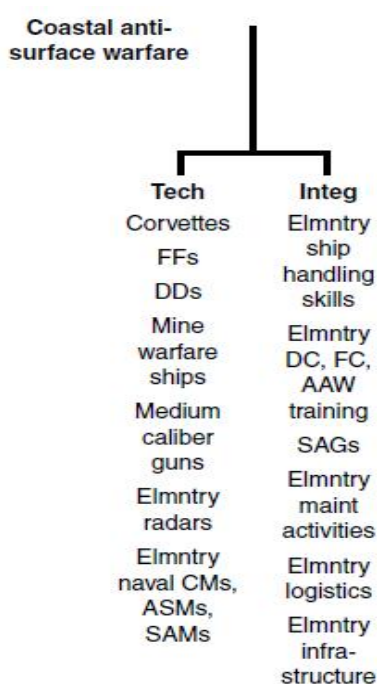 Coastal anti-
surface warfare
Tech
Corvettes
FFs
DDs
Mine
warfare
ships
Medium
caliber
guns
Elmntry
radars
Elmntry
naval CMs,
ASMs,
SAMs
Integ
Elmntry
ship
handling
skills
Elmntry
DC, FC,
AAW
training
SAGs
Elmntry
maint
activities
Elmntry
logistics
Elmntry
infra-
structure